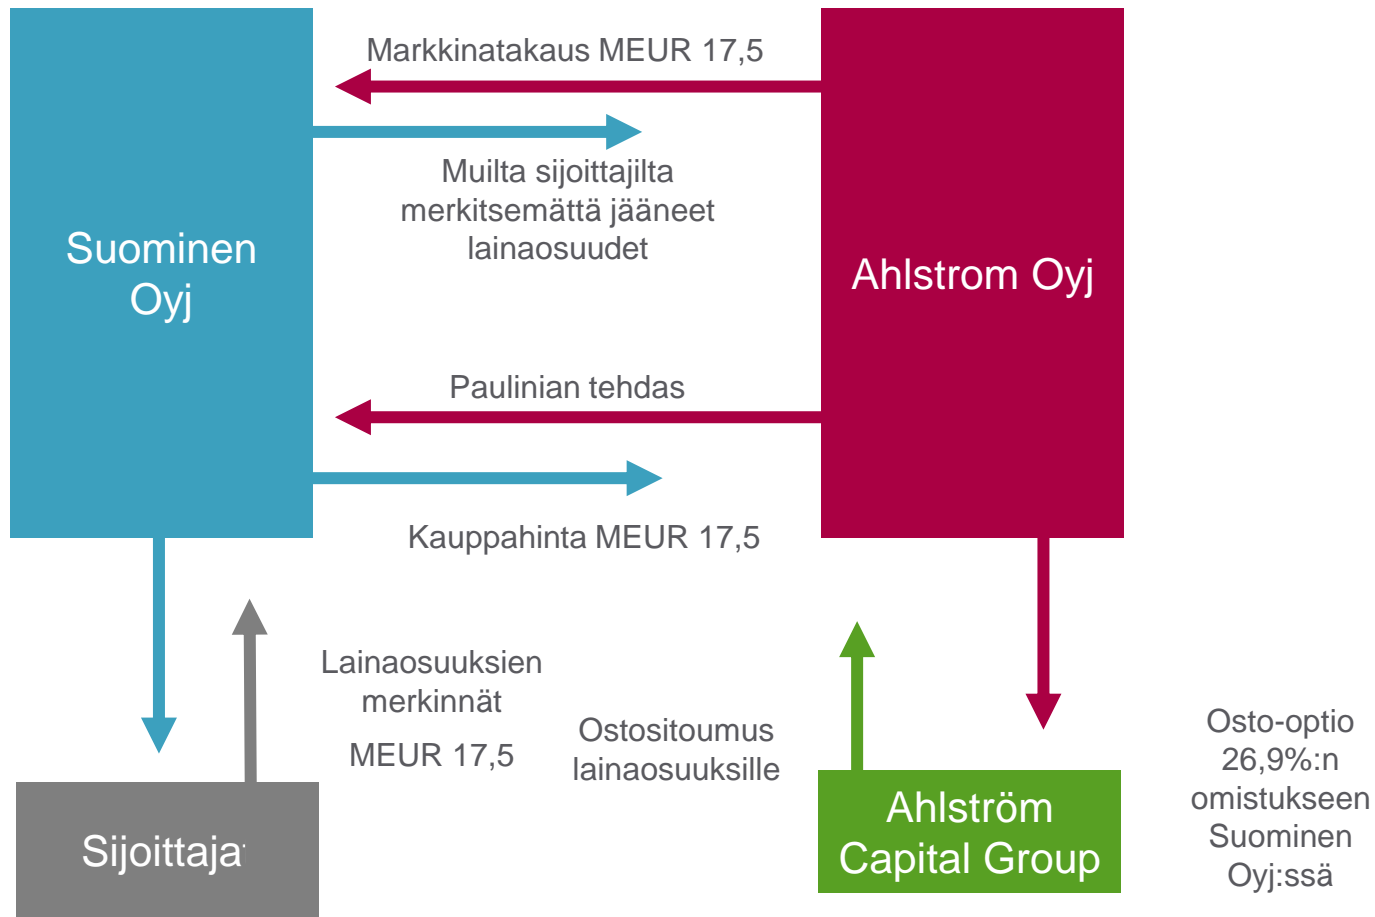 Markkinatakaus MEUR 17,5
Muilta sijoittajilta
merkitsemättä jääneet
lainaosuudet
Suominen
Oyj
Ahlstrom Oyj
Paulinian tehdas
Kauppahinta MEUR 17,5
Lainaosuuksien
merkinnät
MEUR 17,5
Ostositoumus
lainaosuuksille
Osto-optio
26,9%:n
omistukseen
Suominen
Oyj:ssä
Sijoittajat
Ahlström
Capital Group